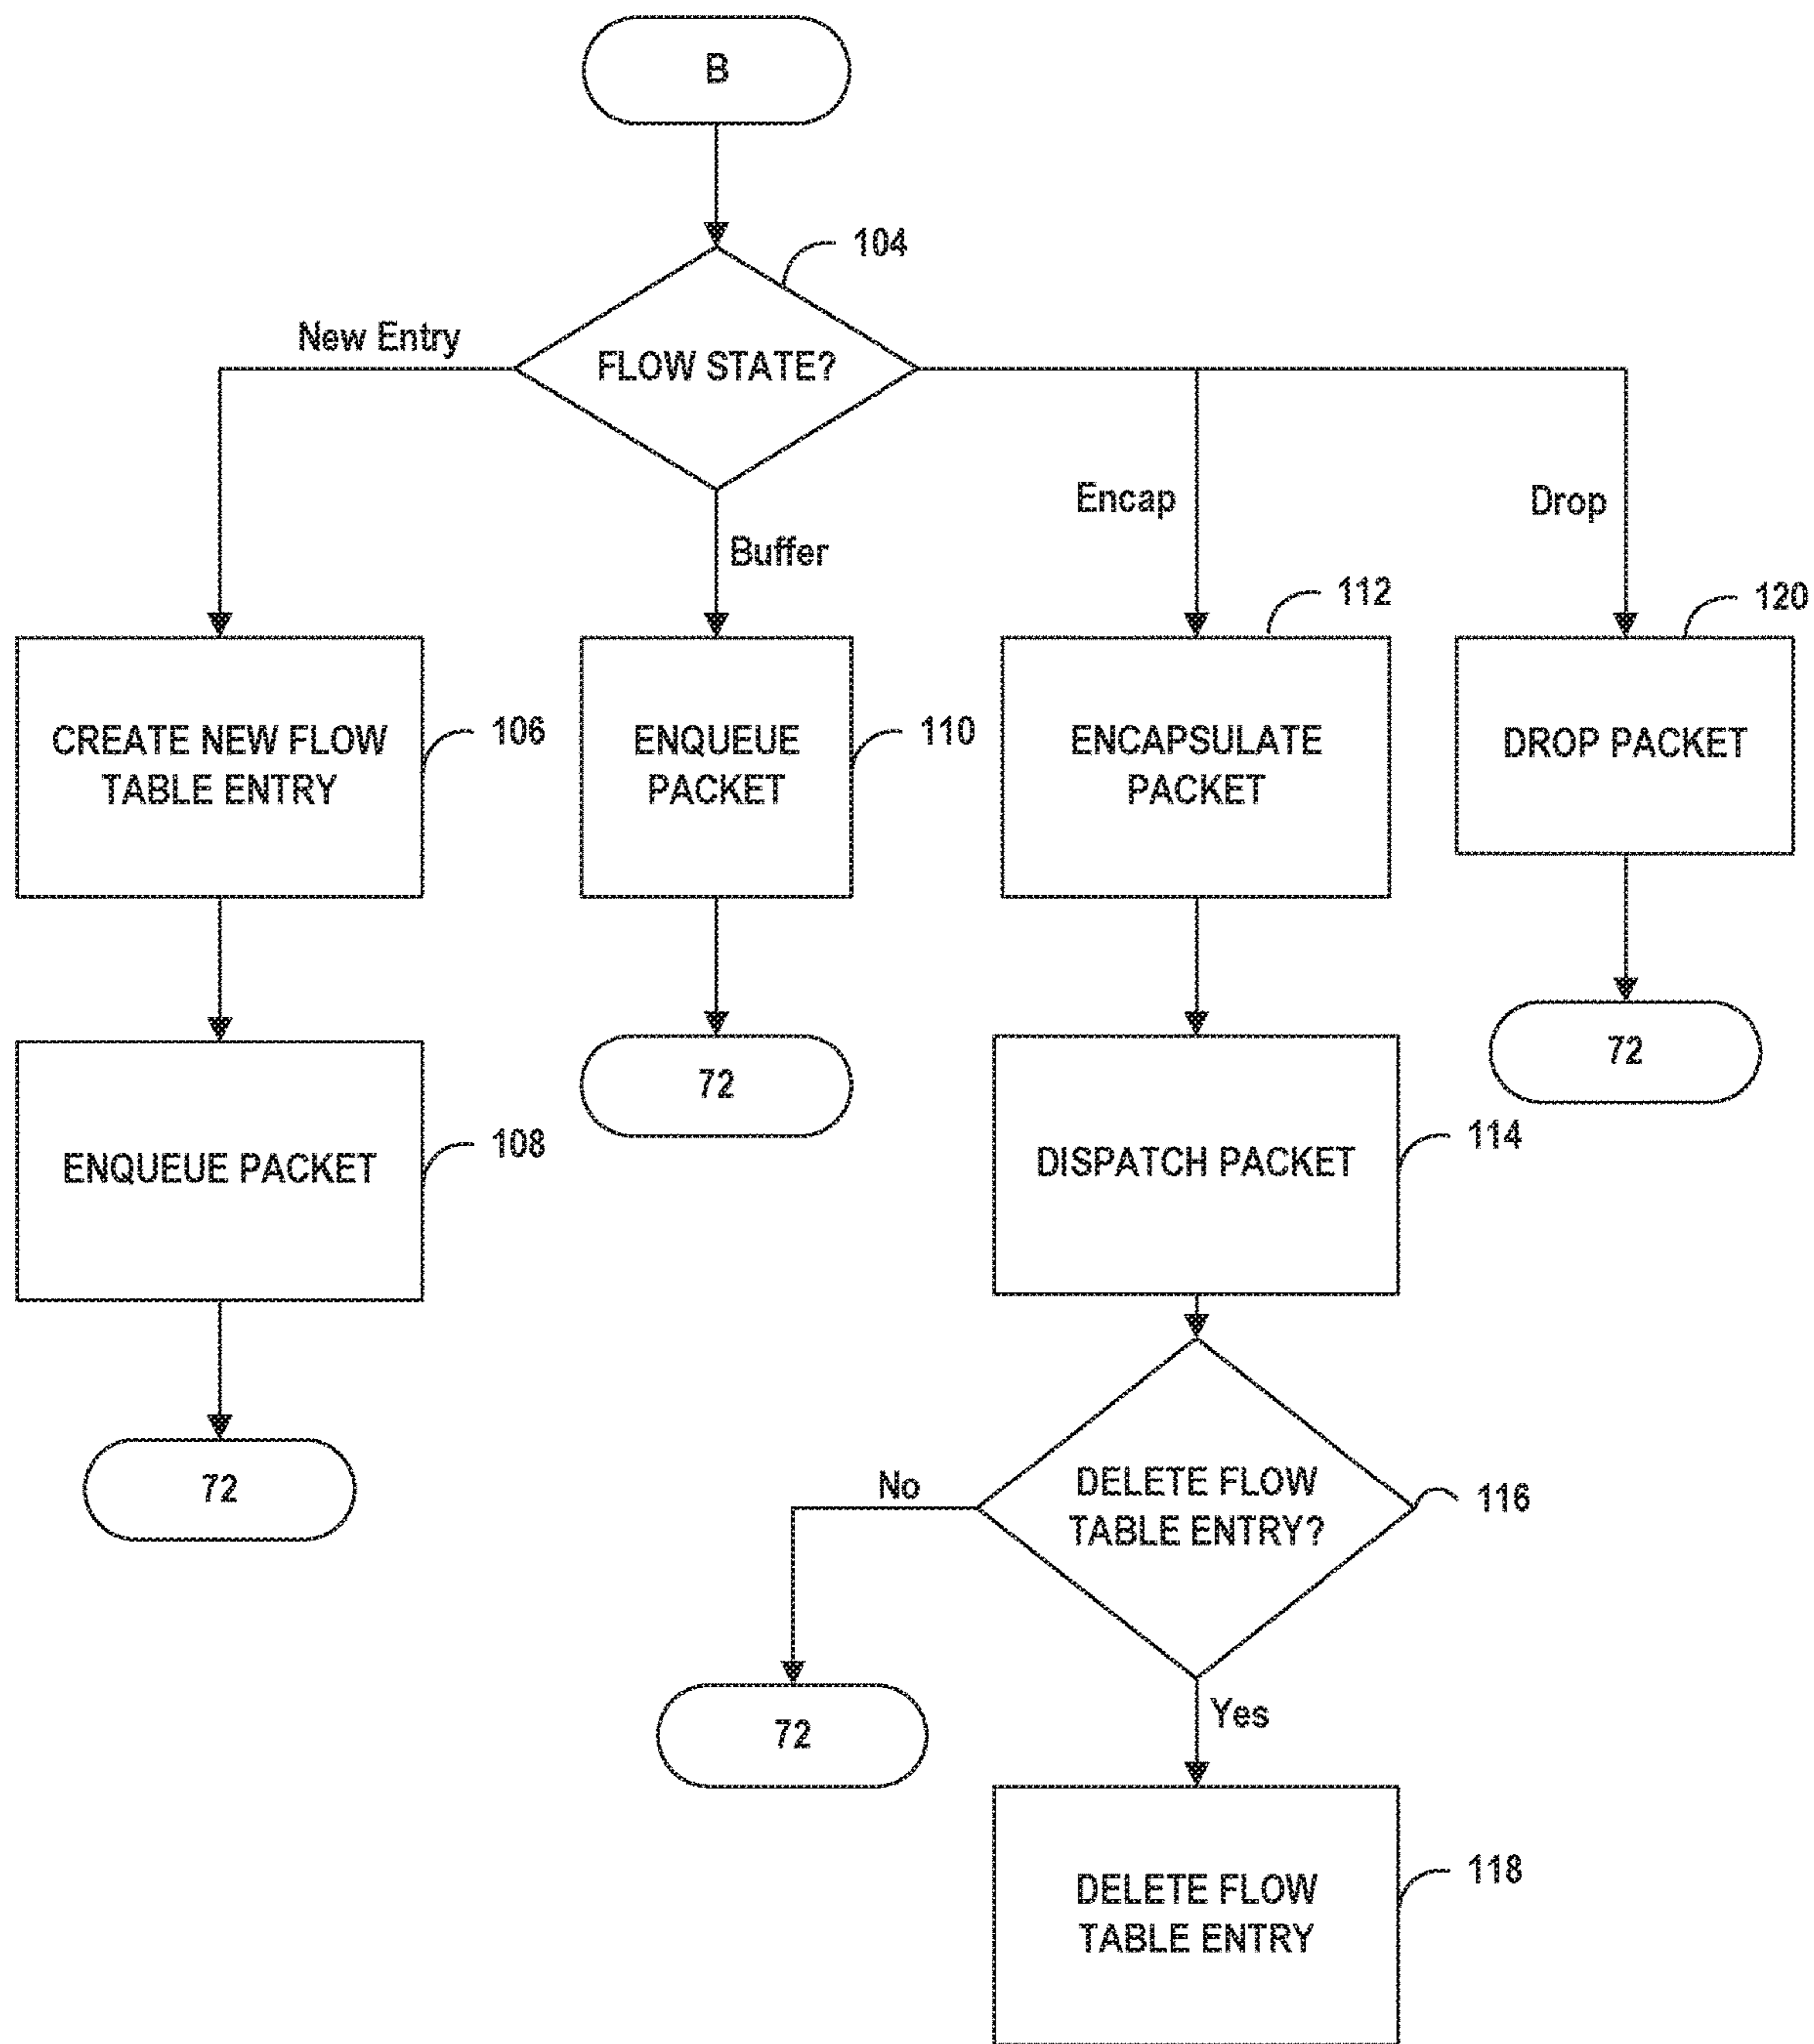 B
104
New Entry
FLOW STATE?
Encap
Drop
Buffer
112
120
CREATE NEW FLOW
TABLE ENTRY
106
ENQUEUE
PACKET
110
ENCAPSULATE
PACKET
DROP PACKET
72
72
ENQUEUE PACKET
108
DISPATCH PACKET
114
72
No
DELETE FLOW
TABLE ENTRY?
116
72
Yes
DELETE FLOW
TABLE ENTRY
118